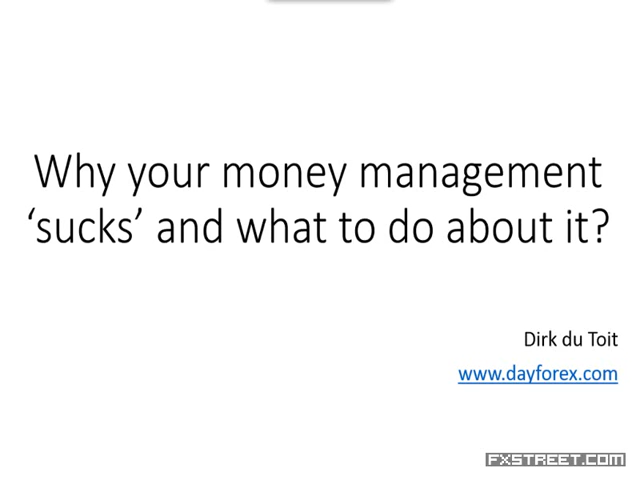 Why your money management
‘sucks’ and what to do about it?
Dirk du Toit
www.dayforex.com
FXSTREET.COM